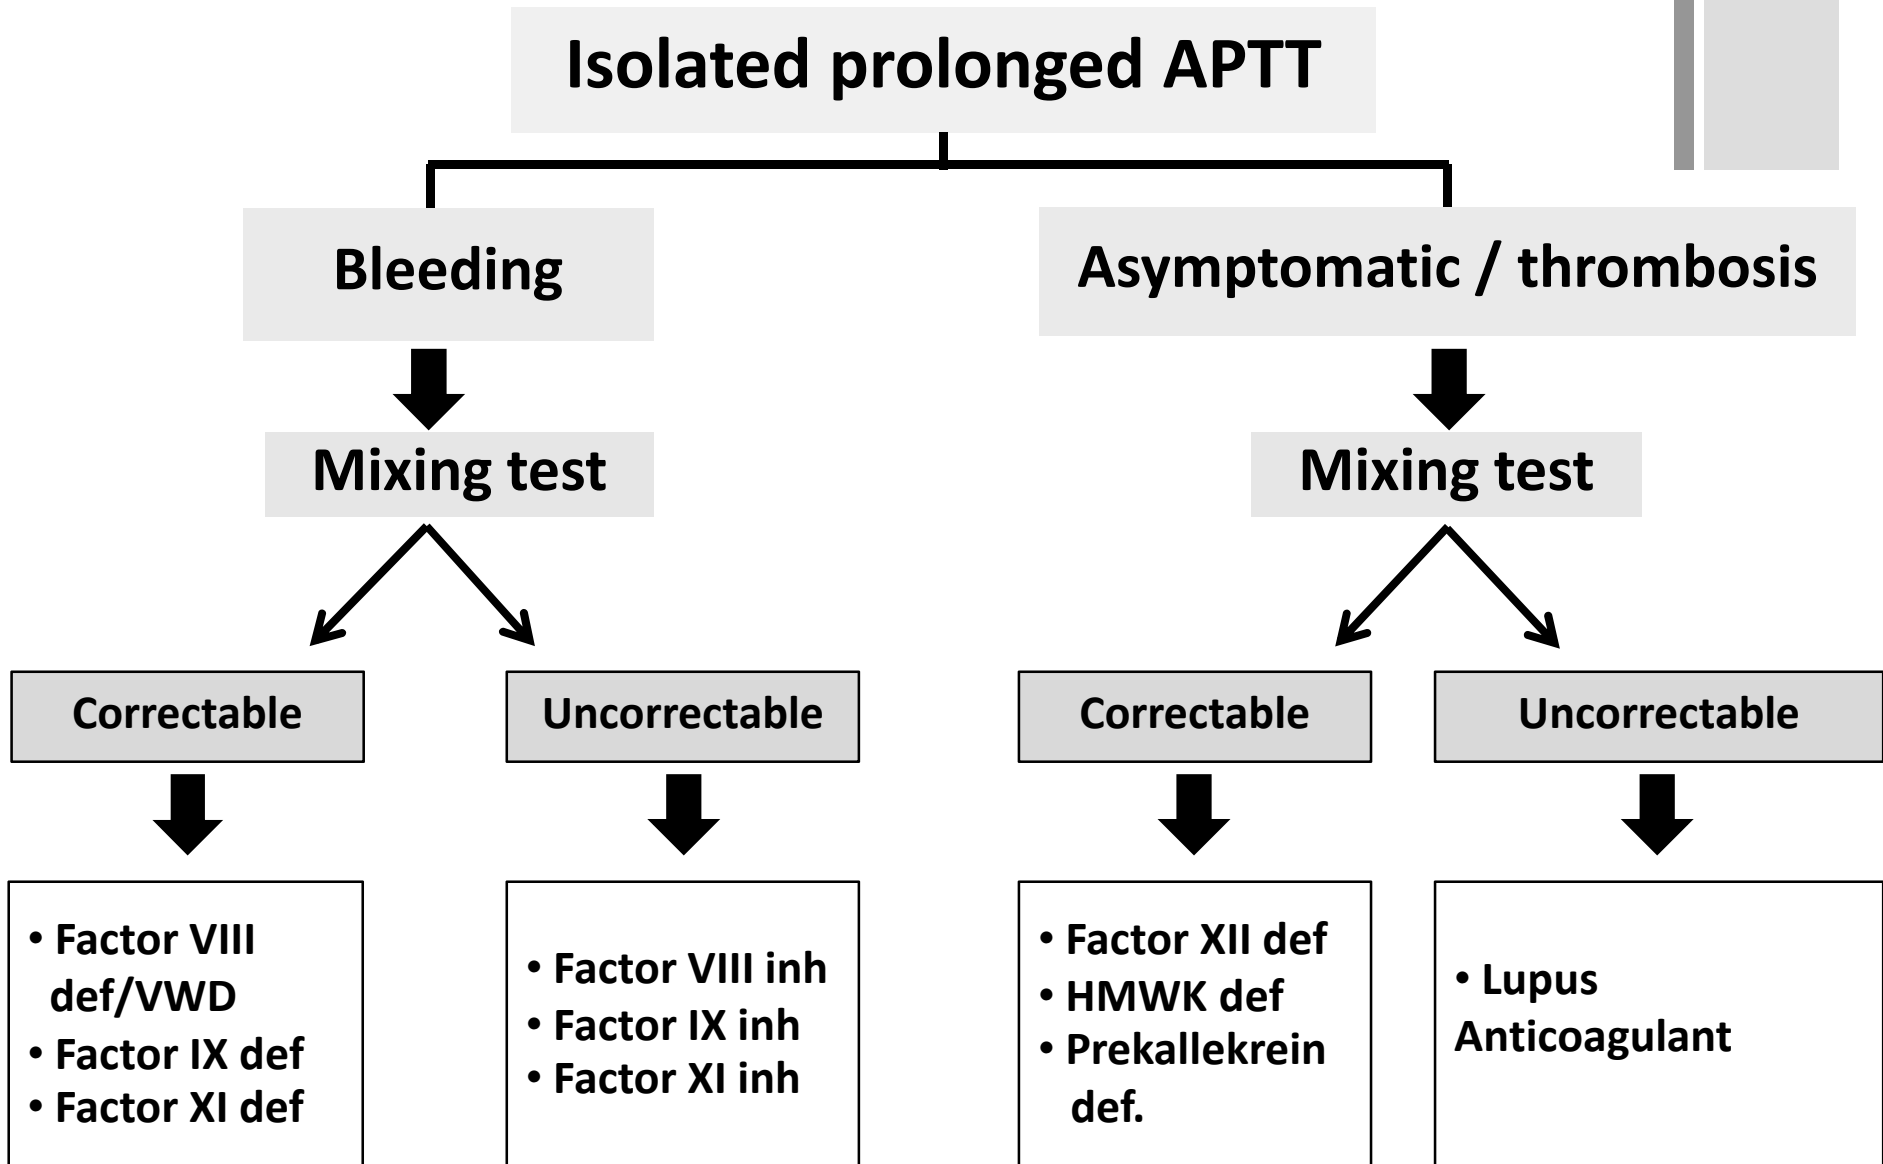 Isolated prolonged APTT
Bleeding
Asymptomatic / thrombosis
Mixing test
Mixing test
Correctable
Uncorrectable
Correctable
Uncorrectable
• Factor VIII
def/VWD
• Factor IX def
• Factor XI def
• Factor VIII inh
• Factor IX inh
• Factor XI inh
• Factor XII def
• HMWK def
• Prekallekrein
def.
• Lupus
Anticoagulant